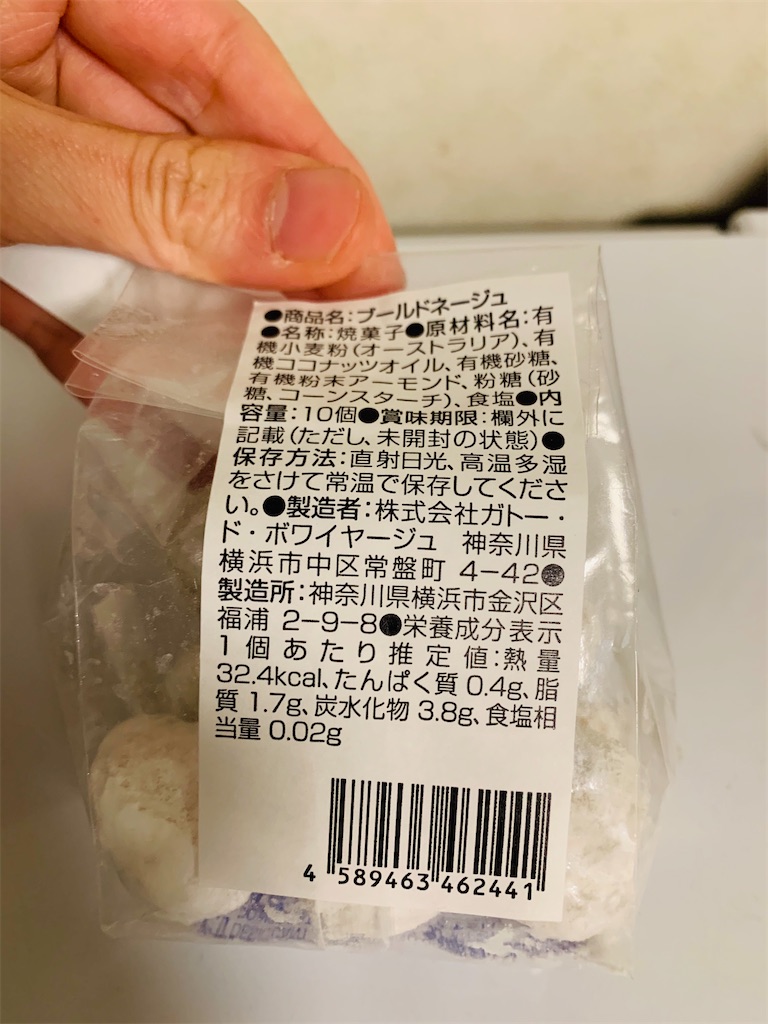 ●商品名：ブールドネージュ
●名称：焼菓子●原材料名：有
機小麦粉(オーストラリア)、有
機ココナッツオイル、有機砂糖、
有機粉末アーモンド、粉糖(砂
糖、コーンスターチ)、食塩●内
容量：10個●賞味期限：欄外に
記載(ただし、未開封の状態)●
保存方法：直射日光、高温多湿
をさけて常温で保存してくださ
い。●製造者：株式会社ガトー・
ド・ボワイヤージュ 神奈川県
横浜市中区常盤町 4−42●
製造所：神奈川県横浜市金沢区
福浦 2−9−8●栄養成分表示
1個あたり推定値：熱量
32.4kcal、たんぱく質 0.4g、脂
質 1.7g、炭水化物 3.8g、食塩相
当量 0.02g
4 589463 462441